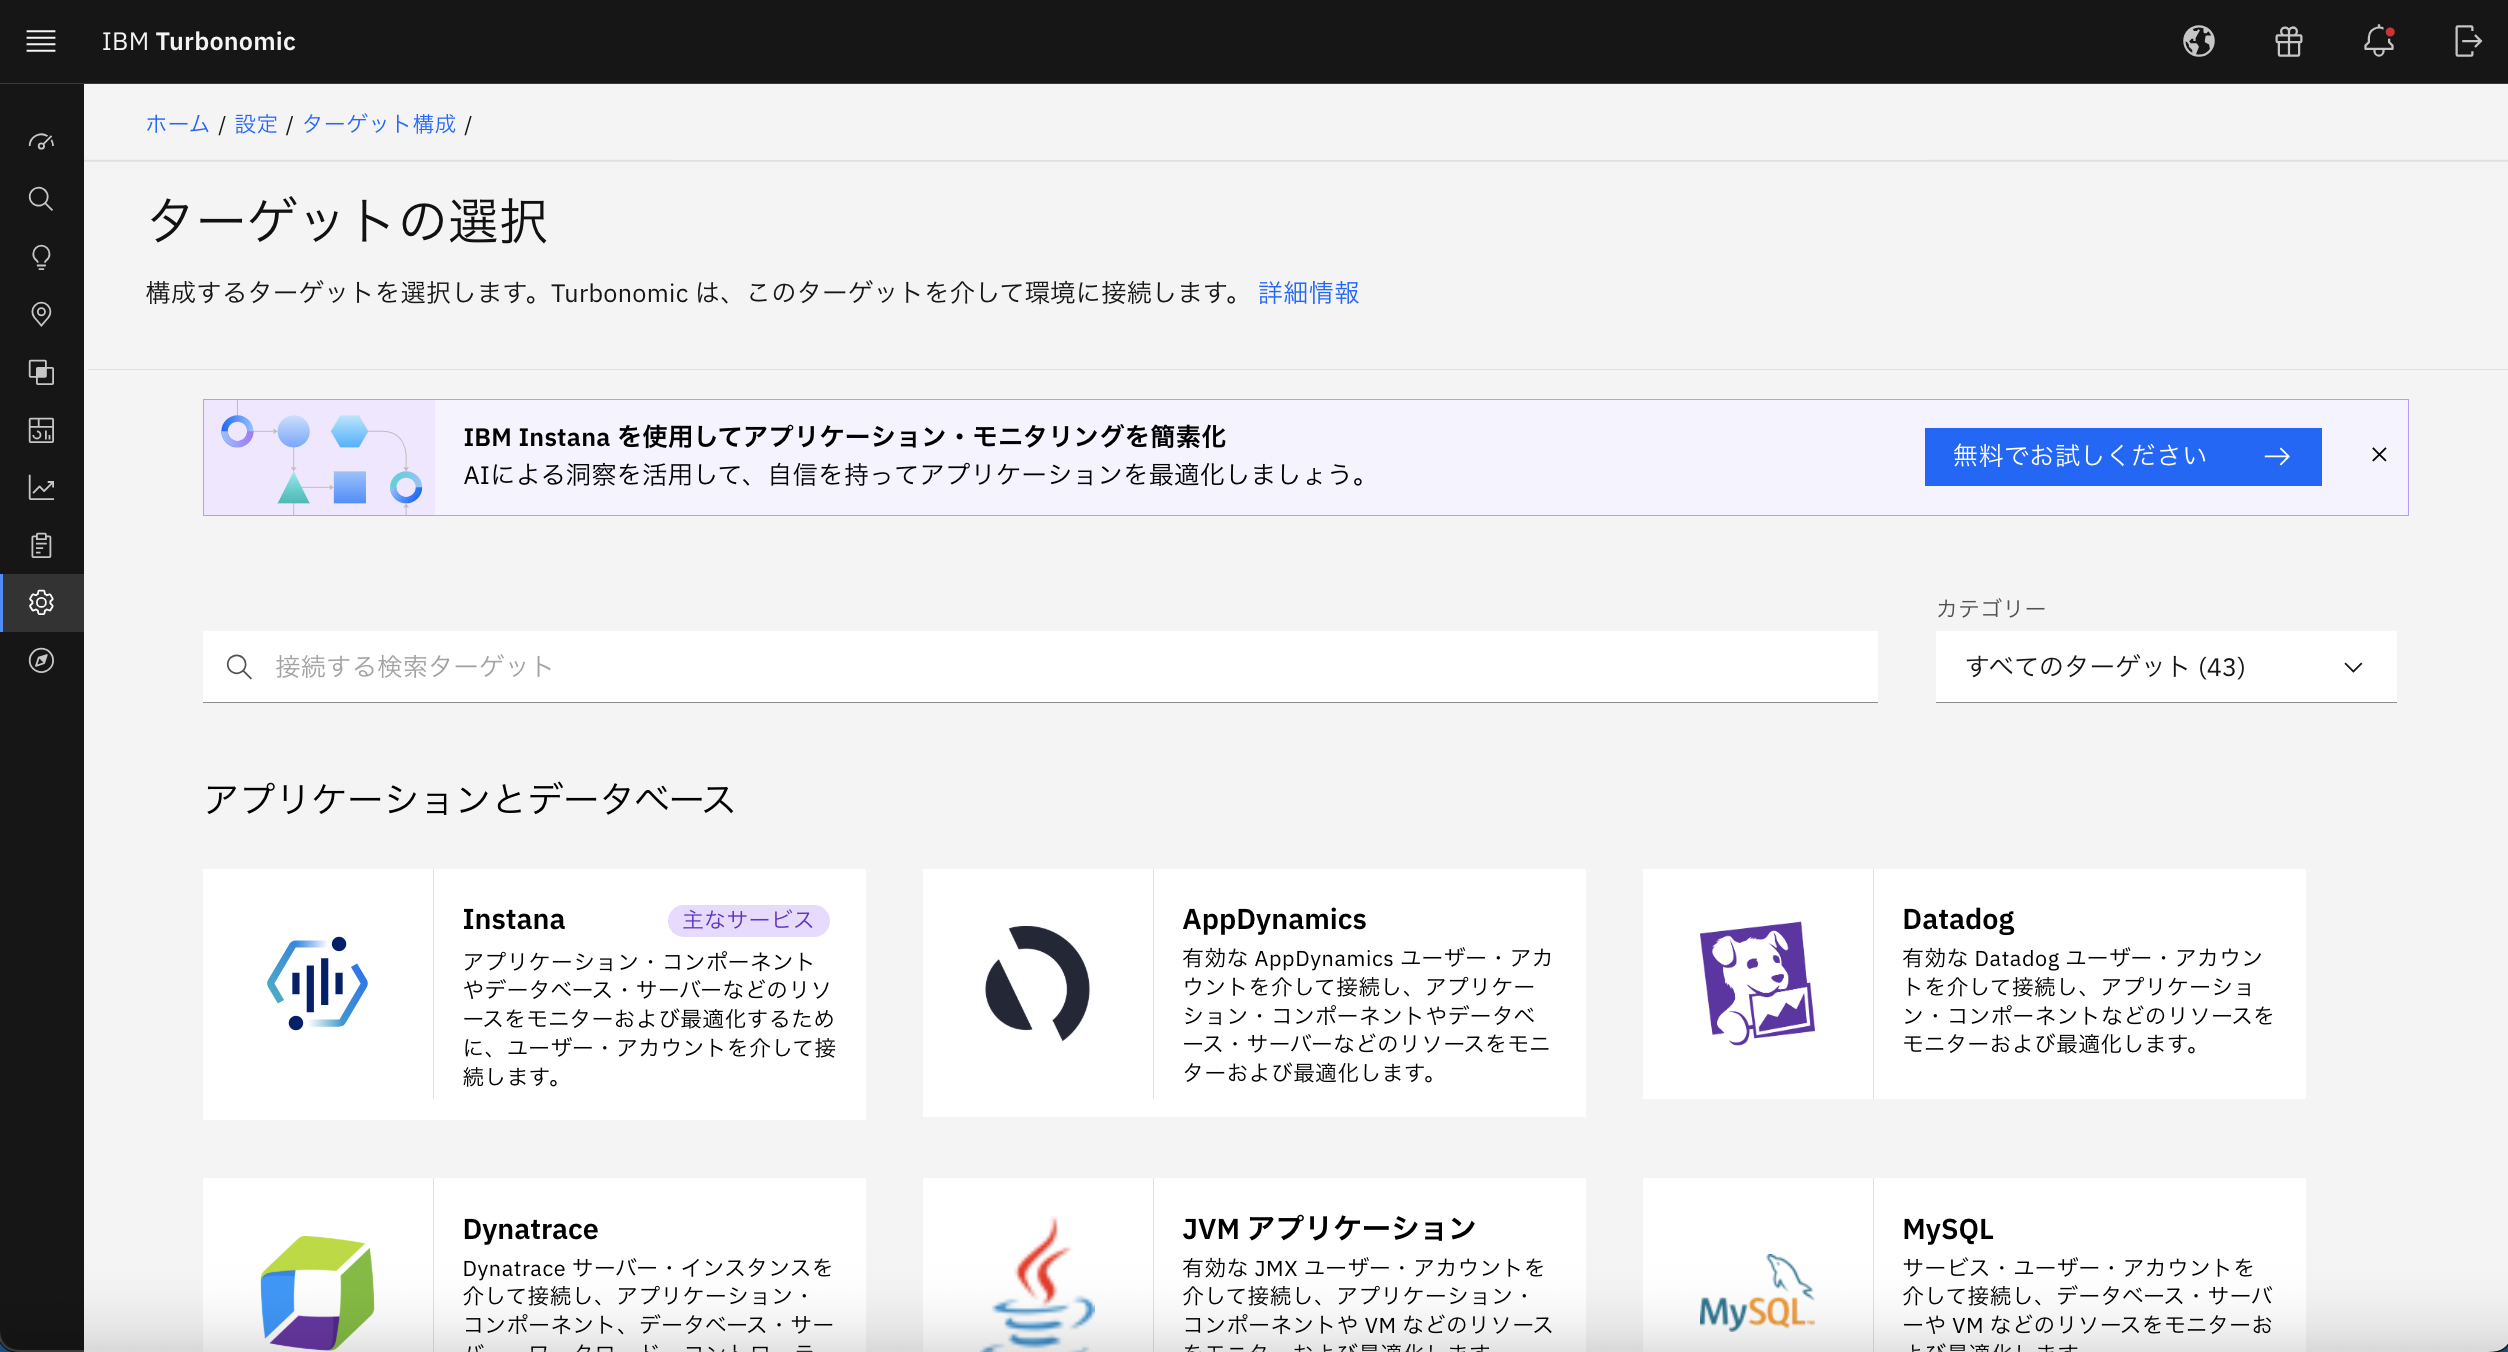 IBM Turbonomic
ホーム / 設定 / ターゲット構成 /
ターゲットの選択
構成するターゲットを選択します。Turbonomic は、このターゲットを介して環境に接続します。 詳細情報
IBM Instana を使用してアプリケーション・モニタリングを簡素化
AIによる洞察を活用して、自信を持ってアプリケーションを最適化しましょう。
無料でお試しください
カテゴリー
接続する検索ターゲット
すべてのターゲット (43)
アプリケーションとデータベース
Instana
主なサービス
アプリケーション・コンポーネント
やデータベース・サーバーなどのリソ
ースをモニターおよび最適化するため
に、ユーザー・アカウントを介して接
続します。
AppDynamics
有効な AppDynamics ユーザー・アカ
ウントを介して接続し、アプリケー
ション・コンポーネントやデータベ
ース・サーバーなどのリソースをモニ
ターおよび最適化します。
Datadog
有効な Datadog ユーザー・アカウン
トを介して接続し、アプリケーショ
ン・コンポーネントなどのリソースを
モニターおよび最適化します。
Dynatrace
Dynatrace サーバー・インスタンスを
介して接続し、アプリケーション・
コンポーネント、データベース・サー
JVM アプリケーション
有効な JMX ユーザー・アカウントを
介して接続し、アプリケーション・
コンポーネントや VM などのリソース
をモニターおよび最適化します。
MySQL
MySQL
サービス・ユーザー・アカウントを
介して接続し、データベース・サーバ
ーや VM などのリソースをモニターお
よび最適化します。